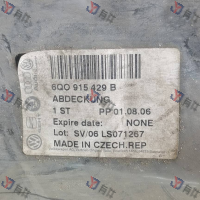 6Q0 915 429 B
ABDECKUNG
1 ST PP 01.08.06
Expire date: NONE
Lot: SV/06 LS071267
MADE IN CZECH.REP